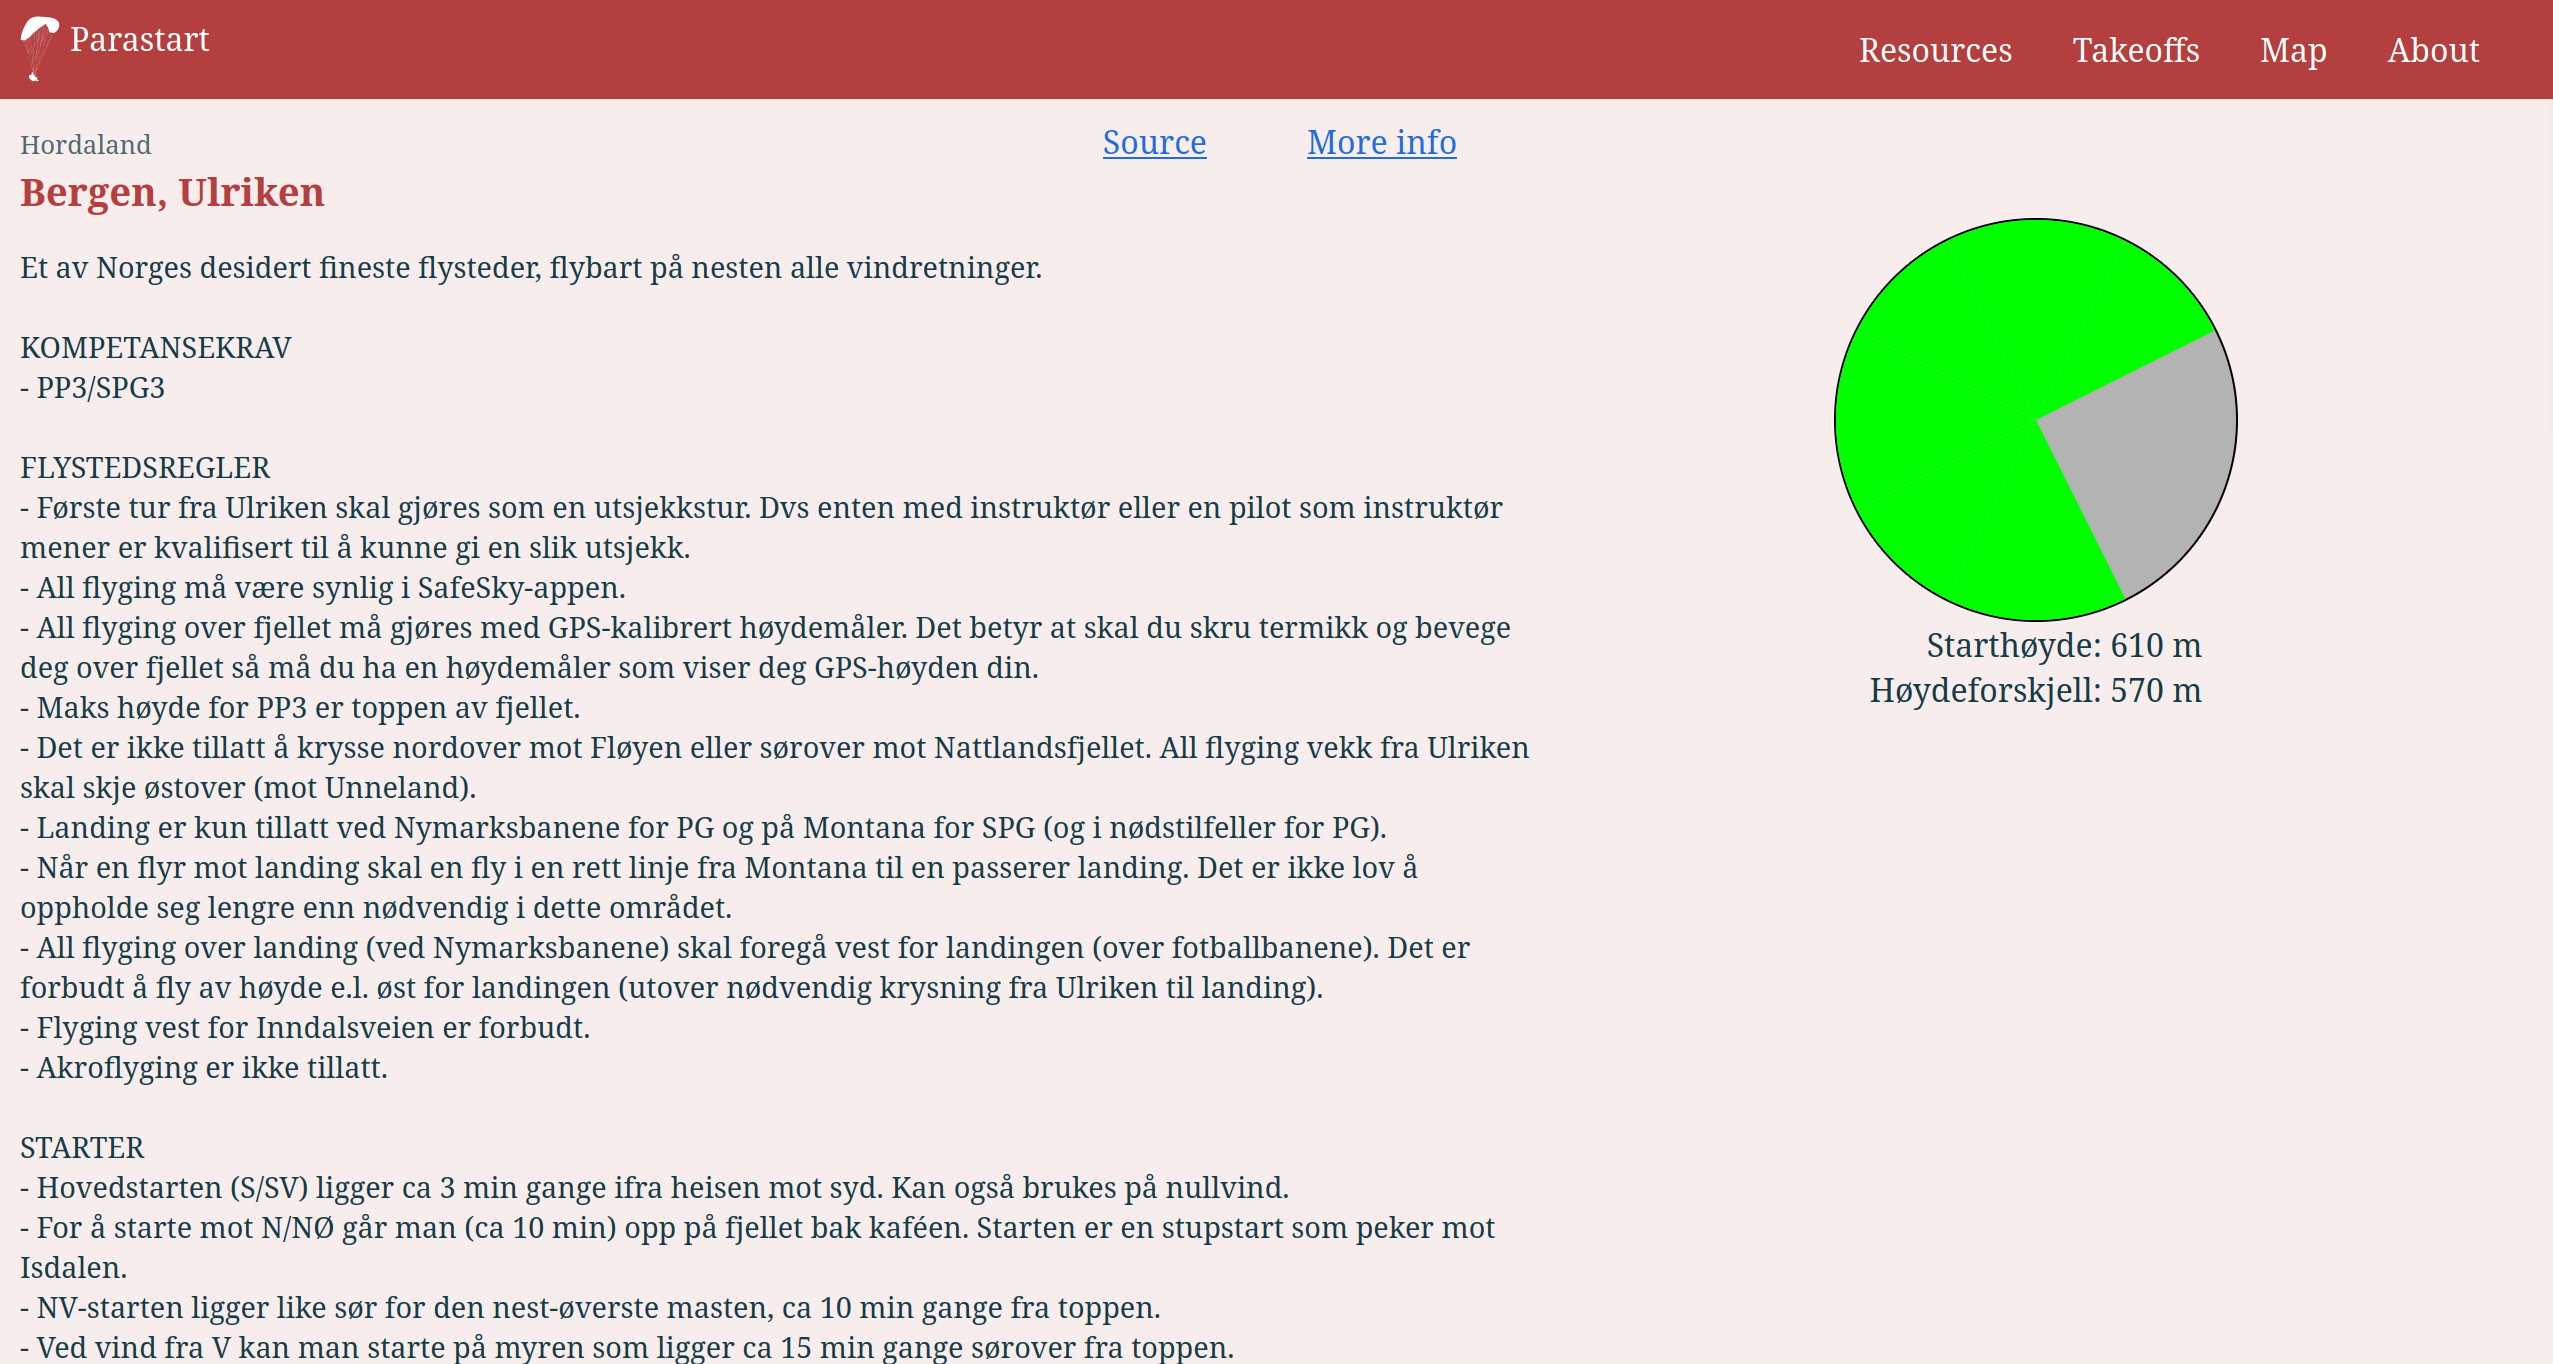 Parastart
Resources
Takeoffs
Map
About
Hordaland
Source
More info
Bergen, Ulriken
Et av Norges desidert fineste flysteder, flybart på nesten alle vindretninger.
KOMPETANSEKRAV
- PP3/SPG3
FLYSTEDSREGLER
- Første tur fra Ulriken skal gjøres som en utsjekkstur. Dvs enten med instruktør eller en pilot som instruktør
mener er kvalifisert til å kunne gi en slik utsjekk.
- All flyging må være synlig i SafeSky-appen.
- All flyging over fjellet må gjøres med GPS-kalibrert høydemåler. Det betyr at skal du skru termikk og bevege
deg over fjellet så må du ha en høydemåler som viser deg GPS-høyden din.
- Maks høyde for PP3 er toppen av fjellet.
- Det er ikke tillatt å krysse nordover mot Fløyen eller sørover mot Nattlandsfjellet. All flyging vekk fra Ulriken
skal skje østover (mot Unneland).
- Landing er kun tillatt ved Nymarksbanene for PG og på Montana for SPG (og i nødstilfeller for PG).
- Når en flyr mot landing skal en fly i en rett linje fra Montana til en passerer landing. Det er ikke lov å
oppholde seg lengre enn nødvendig i dette området.
- All flyging over landing (ved Nymarksbanene) skal foregå vest for landingen (over fotballbanene). Det er
forbudt å fly av høyde e.l. øst for landingen (utover nødvendig krysning fra Ulriken til landing).
- Flyging vest for Inndalsveien er forbudt.
- Akroflyging er ikke tillatt.
STARTER
- Hovedstarten (S/SV) ligger ca 3 min gange ifra heisen mot syd. Kan også brukes på nullvind.
- For å starte mot N/NØ går man (ca 10 min) opp på fjellet bak kaféen. Starten er en stupstart som peker mot
Isdalen.
- NV-starten ligger like sør for den nest-øverste masten, ca 10 min gange fra toppen.
- Ved vind fra V kan man starte på myren som ligger ca 15 min gange sørover fra toppen.
Starthøyde: 610 m
Høydeforskjell: 570 m